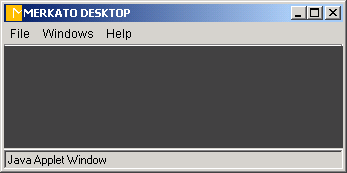 MERKATO DESKTOP
File Windows Help
Java Applet Window